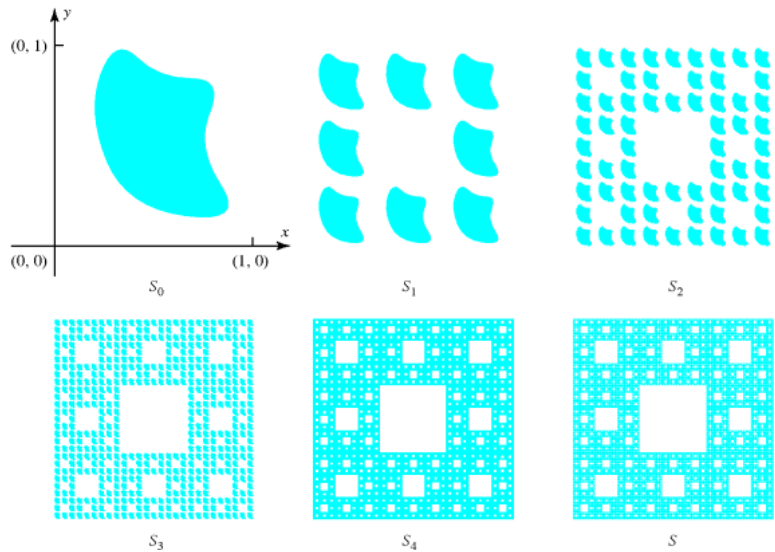 y
(0, 1)
x
(0, 0)
(1, 0)
S₀
S₁
S₂
S₃
S₄
S